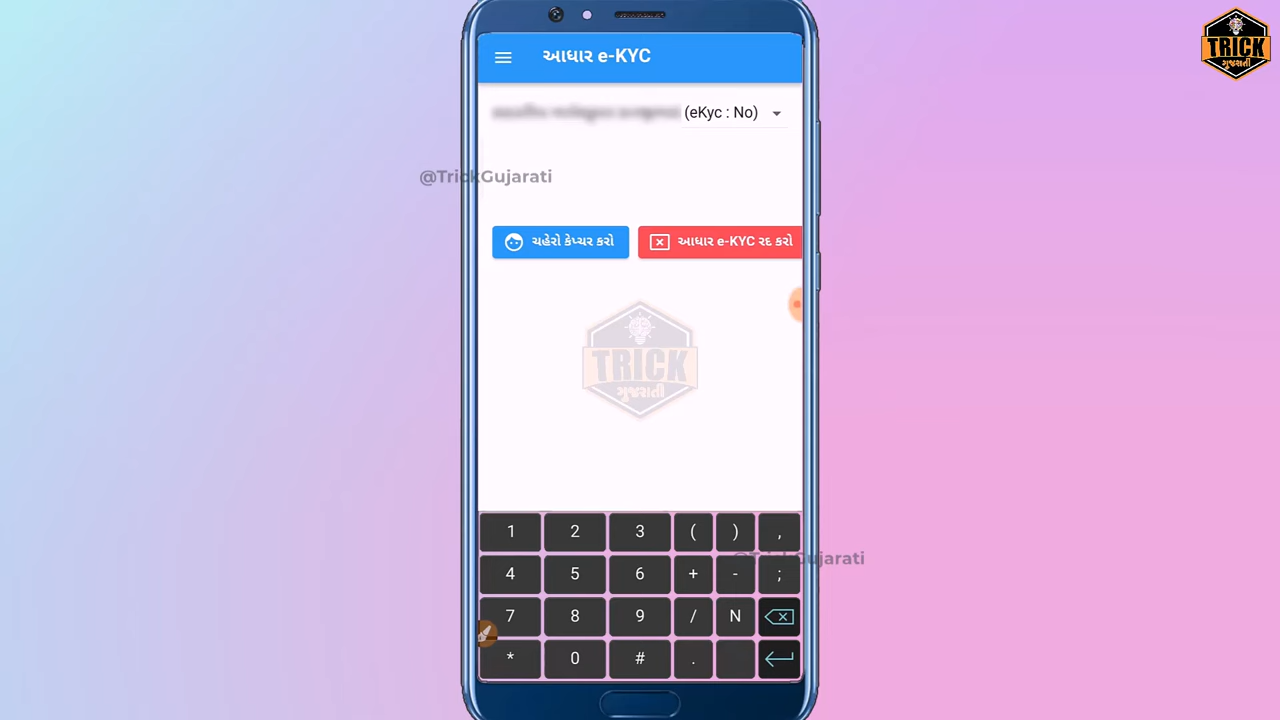 TRICK
ગુજરાતી
આધાર e-KYC
(eKyc : No)
@TrickGujarati
ચહેરો કેપ્ચર કરો
આધાર e-KYC રદ કરો
TRICK
ગુજરાતી
1 2 3 ( ) ,
@TrickGujarati
4 5 6 + - ;
7 8 9 / N
* 0 # .